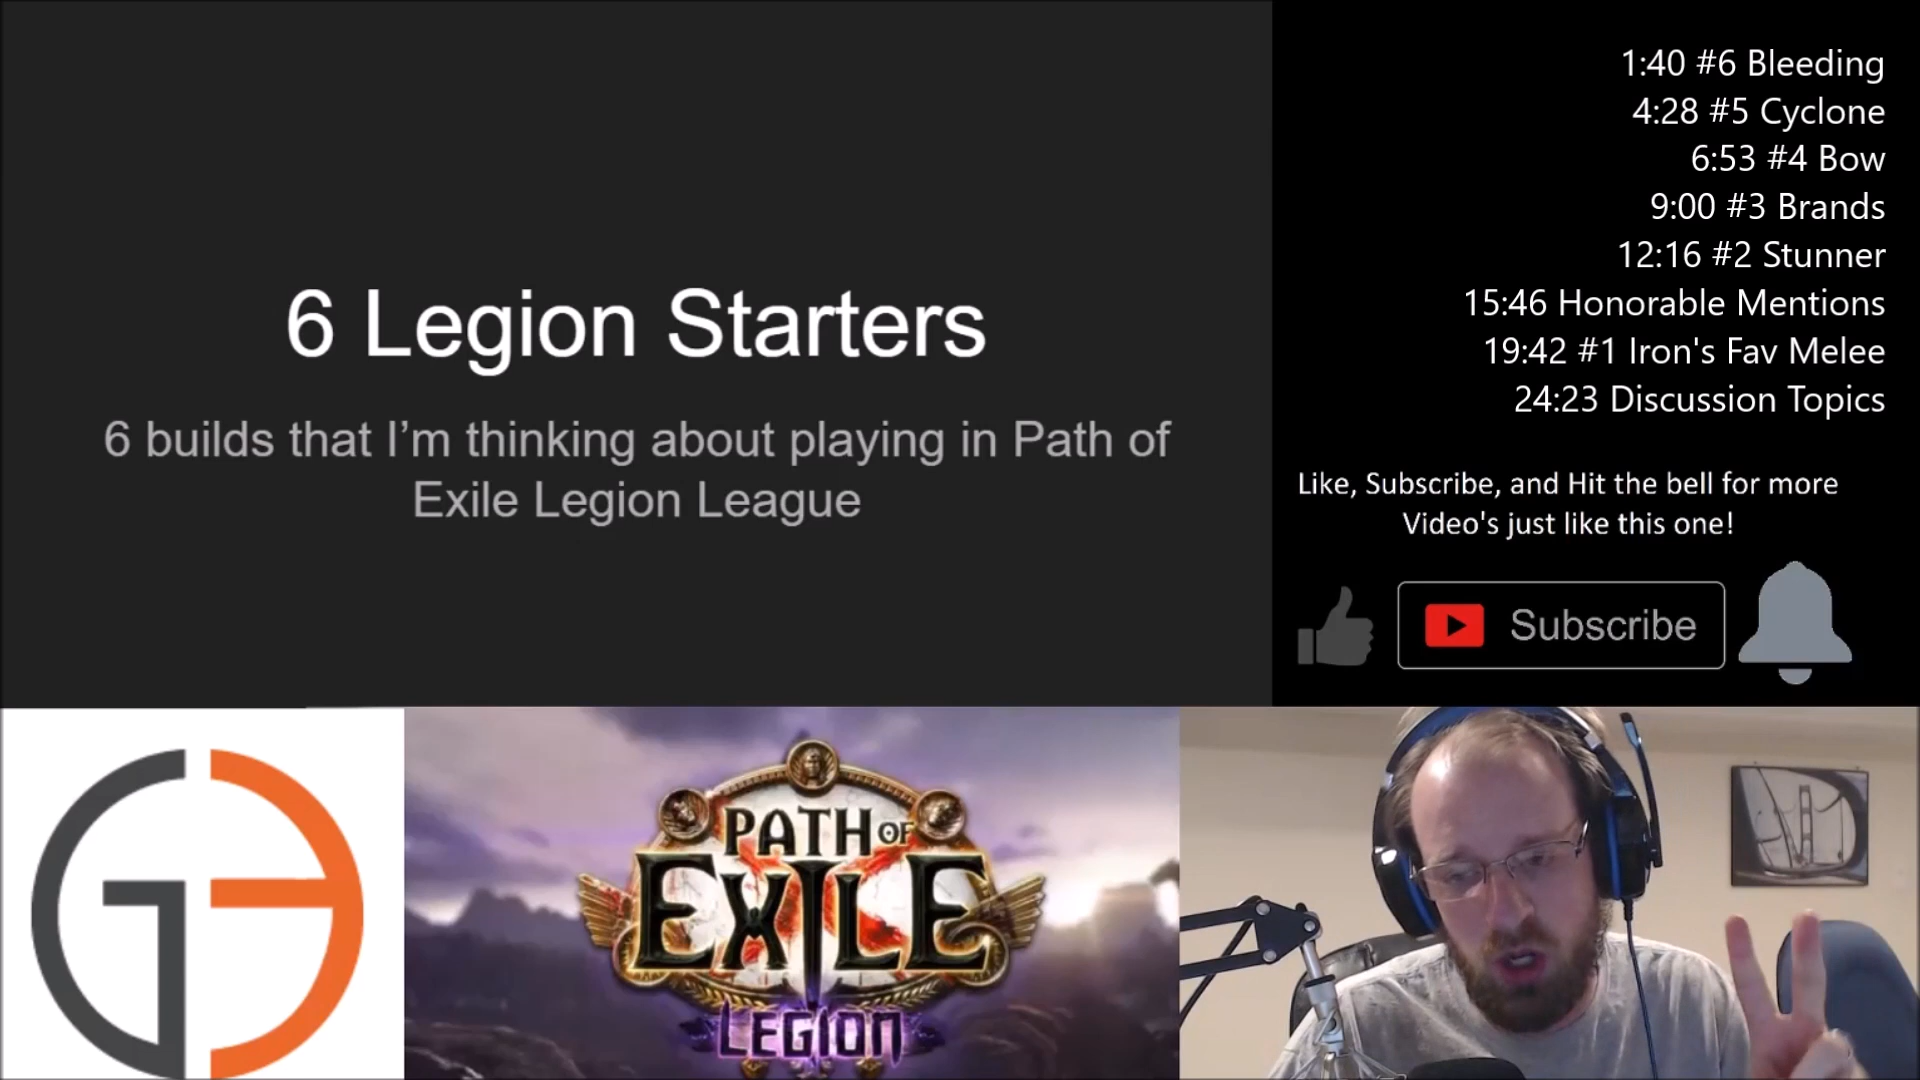 6 Legion Starters
6 builds that I’m thinking about playing in Path of
Exile Legion League
1:40 #6 Bleeding
4:28 #5 Cyclone
6:53 #4 Bow
9:00 #3 Brands
12:16 #2 Stunner
15:46 Honorable Mentions
19:42 #1 Iron's Fav Melee
24:23 Discussion Topics
Like, Subscribe, and Hit the bell for more
Video's just like this one!
Subscribe
PATH OF
EXILE
LEGION